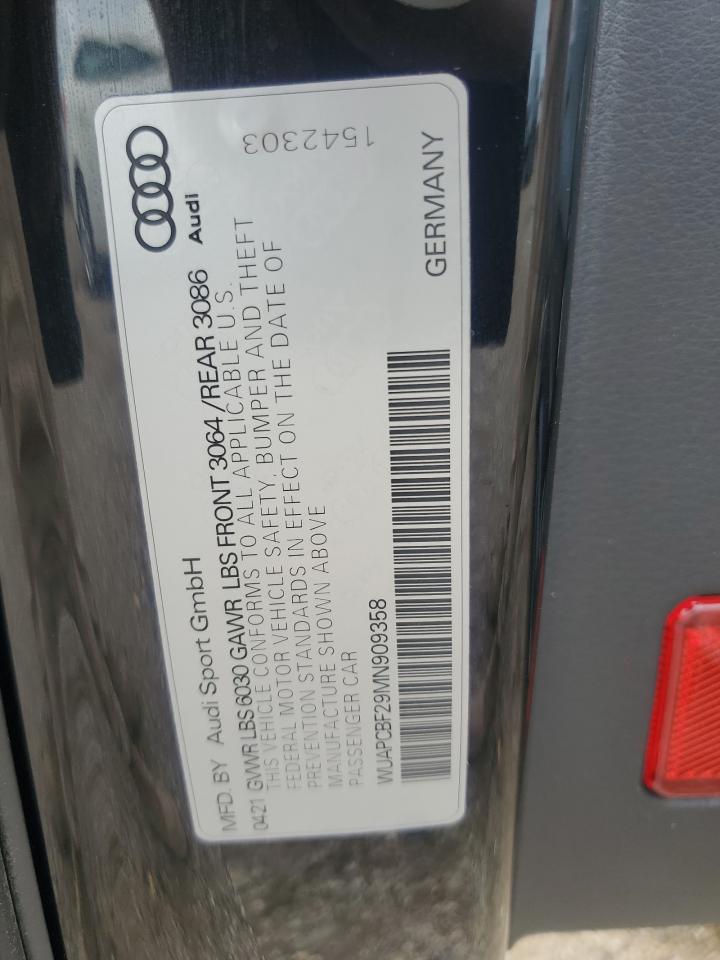 MFD. BY Audi Sport GmbH
Audi
0421 GVWR LBS 6030 GAWR LBS FRONT 3064 /REAR 3086
THIS VEHICLE CONFORMS TO ALL APPLICABLE U.S.
FEDERAL MOTOR VEHICLE SAFETY, BUMPER AND THEFT
PREVENTION STANDARDS IN EFFECT ON THE DATE OF
MANUFACTURE SHOWN ABOVE
PASSENGER CAR
1542303
WUAPCBF29MN909358
GERMANY